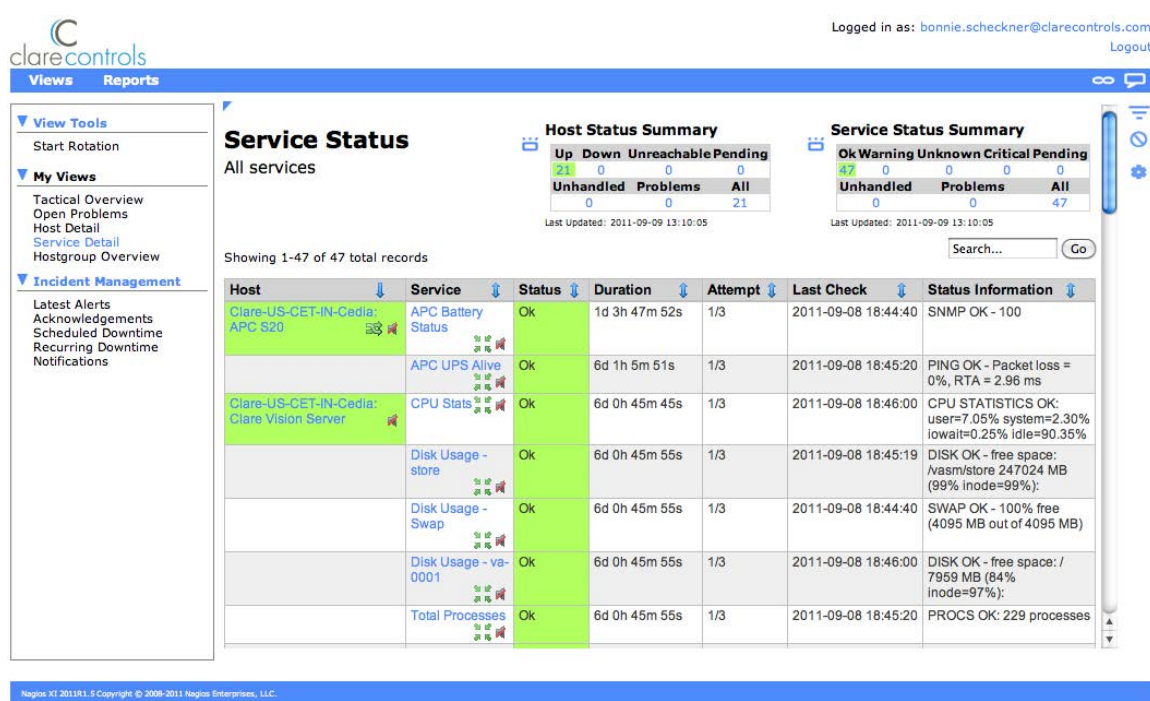 clarecontrols
Logged in as: bonnie.scheckner@clarecontrols.com
Logout
Views Reports
View Tools
Start Rotation
My Views
Tactical Overview
Open Problems
Host Detail
Service Detail
Hostgroup Overview
Incident Management
Latest Alerts
Acknowledgements
Scheduled Downtime
Recurring Downtime
Notifications
Service Status
All services
Host Status Summary
Up Down Unreachable Pending
21 0 0 0
Unhandled Problems All
0 0 21
Last Updated: 2011-09-09 13:10:05
Service Status Summary
Ok Warning Unknown Critical Pending
47 0 0 0 0
Unhandled Problems All
0 0 47
Last Updated: 2011-09-09 13:10:05
Search... Go
Showing 1-47 of 47 total records
Host Service Status Duration Attempt Last Check Status Information
Clare-US-CET-IN-Cedia: APC Battery Ok 1d 3h 47m 52s 1/3 2011-09-08 18:44:40 SNMP OK - 100
APC S20 Status
APC UPS Alive Ok 6d 1h 5m 51s 1/3 2011-09-08 18:45:20 PING OK - Packet loss =
0%, RTA = 2.96 ms
Clare-US-CET-IN-Cedia: CPU Stats Ok 6d 0h 45m 45s 1/3 2011-09-08 18:46:00 CPU STATISTICS OK:
Clare Vision Server user=7.05% system=2.30%
iowait=0.25% idle=90.35%
Disk Usage - Ok 6d 0h 45m 55s 1/3 2011-09-08 18:45:19 DISK OK - free space:
store /vasm/store 247024 MB
(99% inode=99%):
Disk Usage - Ok 6d 0h 45m 55s 1/3 2011-09-08 18:44:40 SWAP OK - 100% free
Swap (4095 MB out of 4095 MB)
Disk Usage - va- Ok 6d 0h 45m 55s 1/3 2011-09-08 18:46:00 DISK OK - free space: /
0001 7959 MB (84%
inode=97%):
Total Processes Ok 6d 0h 45m 55s 1/3 2011-09-08 18:45:20 PROCS OK: 229 processes
Nagios XI 2011R1.5 Copyright © 2008-2011 Nagios Enterprises, LLC.